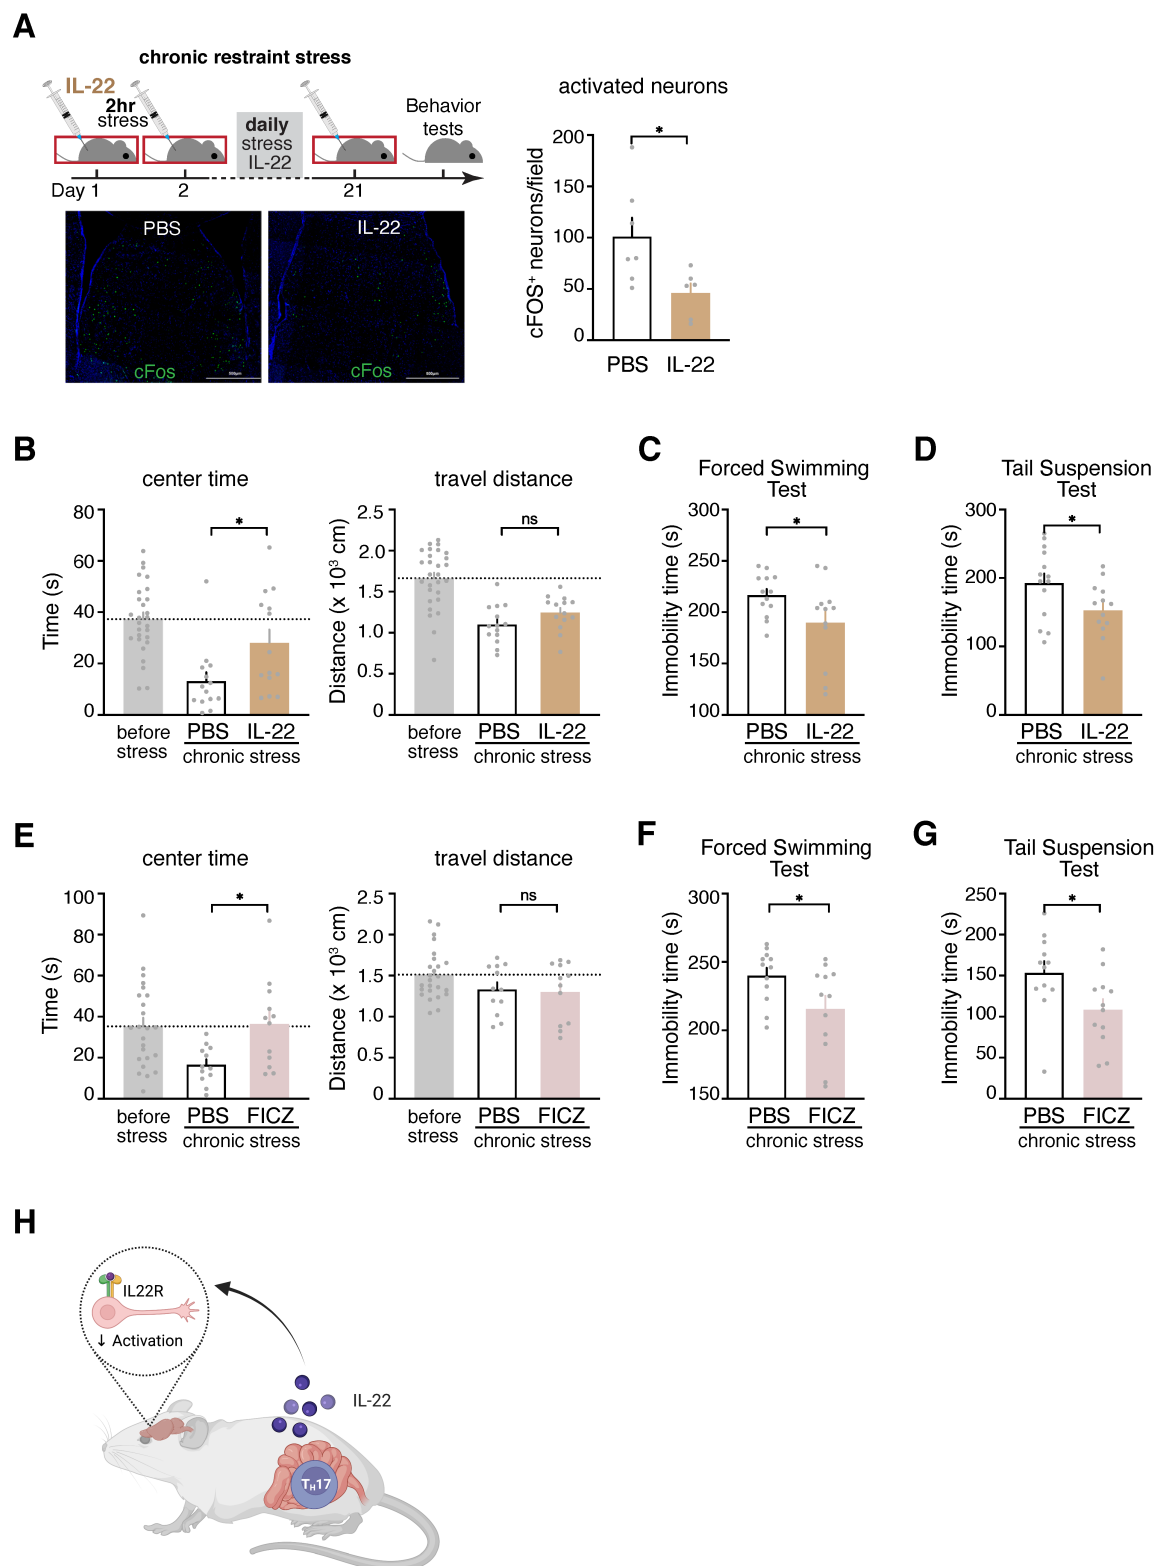 A
chronic restraint stress
IL-22
2hr
stress
daily
stress
IL-22
Behavior
tests
Day 1
2
21
PBS
cFos
500μm
IL-22
cFos
500μm
activated neurons
*
cFOS+ neurons/field
200
150
100
50
0
PBS
IL-22
B
center time
*
Time (s)
80
60
40
20
0
before
stress
PBS
IL-22
chronic stress
travel distance
ns
Distance (x 10³ cm)
2.5
2.0
1.5
1.0
0.5
0
before
stress
PBS
IL-22
chronic stress
C
Forced Swimming
Test
*
Immobility time (s)
300
250
200
150
100
PBS
IL-22
chronic stress
D
Tail Suspension
Test
*
Immobility time (s)
300
200
100
0
PBS
IL-22
chronic stress
E
center time
*
Time (s)
100
80
60
40
20
0
before
stress
PBS
FICZ
chronic stress
travel distance
ns
Distance (x 10³ cm)
2.5
2.0
1.5
1.0
0.5
0
before
stress
PBS
FICZ
chronic stress
F
Forced Swimming
Test
*
Immobility time (s)
300
250
200
150
PBS
FICZ
chronic stress
G
Tail Suspension
Test
*
Immobility time (s)
250
200
150
100
50
0
PBS
FICZ
chronic stress
H
IL22R
↓ Activation
IL-22
TH17